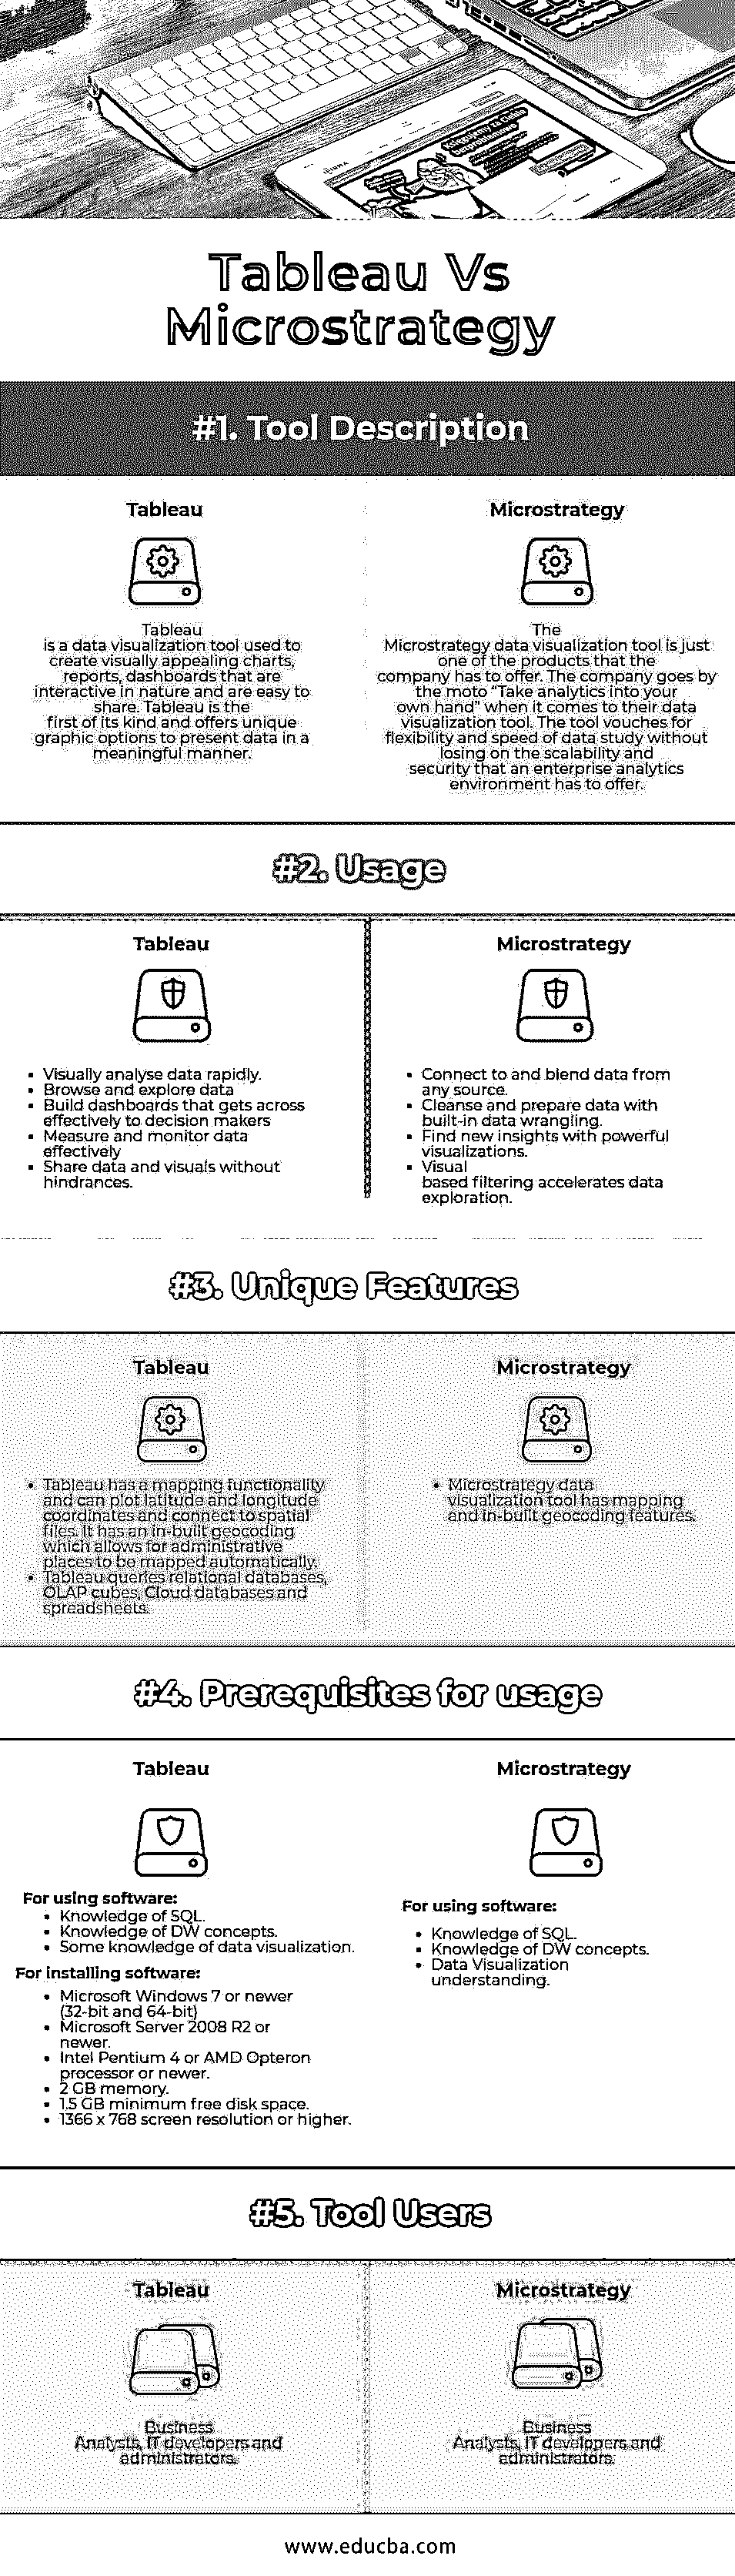 Tableau Vs
Microstrategy
#1. Tool Description
Tableau
Tableau
is a data visualization tool used to
create visually appealing charts,
reports, dashboards that are
interactive in nature and are easy to
share. Tableau is the
first of its kind and offers unique
graphic options to present data in a
meaningful manner.
Microstrategy
The
Microstrategy data visualization tool is just
one of the products that the
company has to offer. The company goes by
the moto “Take analytics into your
own hand” when it comes to their data
visualization tool. The tool vouches for
flexibility and speed of data study without
losing on the scalability and
security that an enterprise analytics
environment has to offer.
#2. Usage
Tableau
▪ Visually analyse data rapidly.
▪ Browse and explore data
▪ Build dashboards that gets across
effectively to decision makers
▪ Measure and monitor data
effectively
▪ Share data and visuals without
hindrances.
Microstrategy
▪ Connect to and blend data from
any source.
▪ Cleanse and prepare data with
built-in data wrangling.
▪ Find new insights with powerful
visualizations.
▪ Visual
based filtering accelerates data
exploration.
#3. Unique Features
Tableau
• Tableau has a mapping functionality
and can plot latitude and longitude
coordinates and connect to spatial
files. It has an in-built geocoding
which allows for administrative
places to be mapped automatically.
• Tableau queries relational databases,
OLAP cubes, Cloud databases and
spreadsheets.
Microstrategy
• Microstrategy data
visualization tool has mapping
and in-built geocoding features.
#4. Prerequisites for usage
Tableau
For using software:
• Knowledge of SQL.
• Knowledge of DW concepts.
• Some knowledge of data visualization.
For installing software:
• Microsoft Windows 7 or newer
(32-bit and 64-bit)
• Microsoft Server 2008 R2 or
newer.
• Intel Pentium 4 or AMD Opteron
processor or newer.
• 2 GB memory.
• 1.5 GB minimum free disk space.
• 1366 x 768 screen resolution or higher.
Microstrategy
For using software:
• Knowledge of SQL.
• Knowledge of DW concepts.
• Data Visualization
understanding.
#5. Tool Users
Tableau
Business
Analysts, IT developers and
administrators.
Microstrategy
Business
Analysts, IT developers and
administrators.
www.educba.com